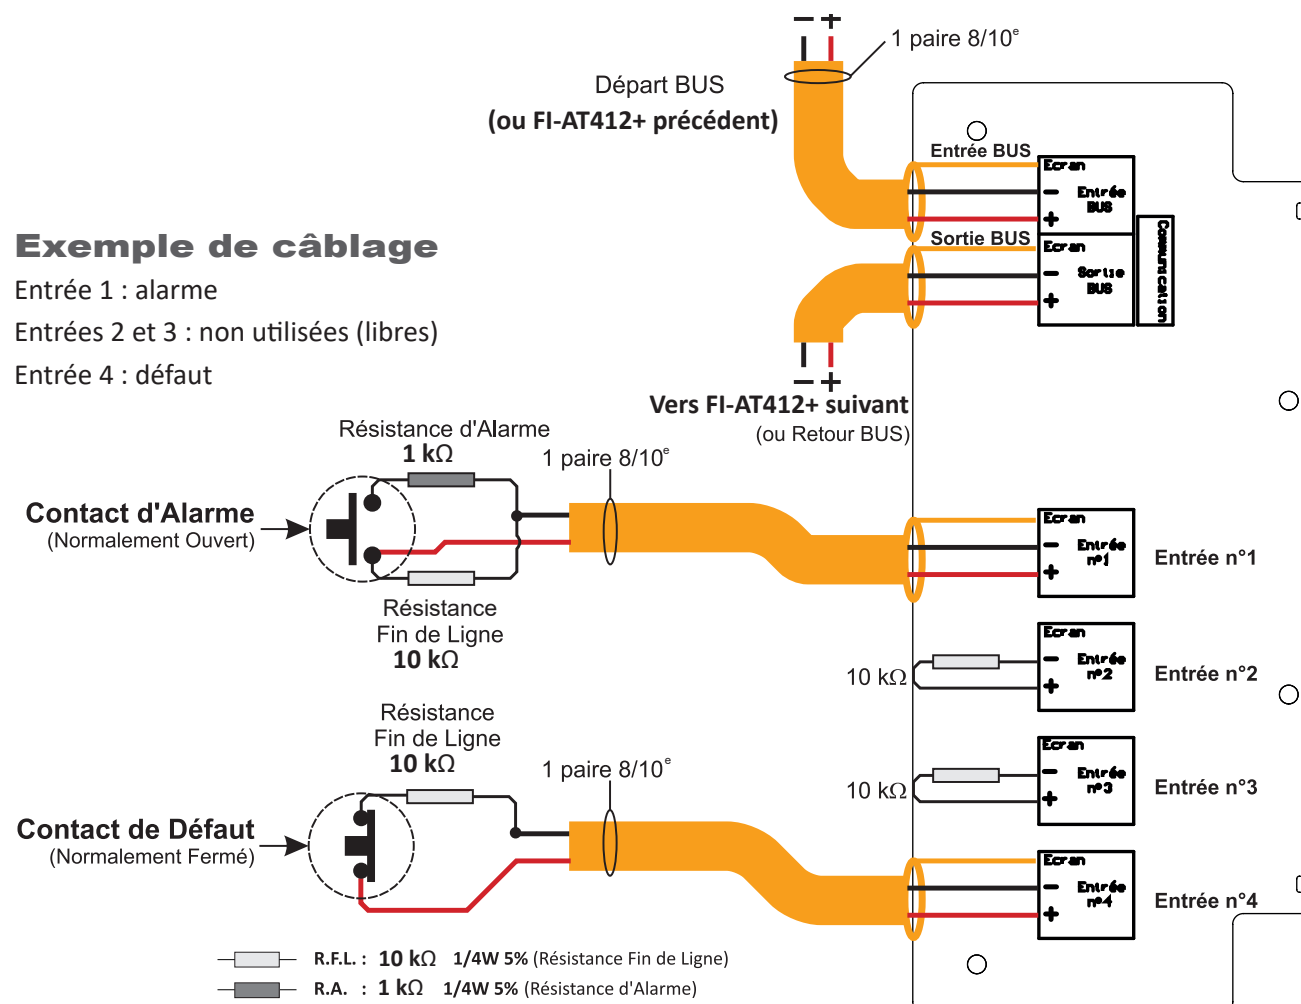 − +
1 paire 8/10e
Départ BUS
(ou FI-AT412+ précédent)
Entrée BUS
Ecran
− Entrée
BUS
+
Sortie BUS
Ecran
− Sortie
BUS
+
Communication
− +
Vers FI-AT412+ suivant
(ou Retour BUS)
Exemple de câblage
Entrée 1 : alarme
Entrées 2 et 3 : non utilisées (libres)
Entrée 4 : défaut
Résistance d'Alarme
1 kΩ
1 paire 8/10e
Contact d'Alarme
(Normalement Ouvert)
Résistance
Fin de Ligne
10 kΩ
Ecran
− Entrée
n°1
+
Entrée n°1
10 kΩ
Ecran
− Entrée
n°2
+
Entrée n°2
10 kΩ
Ecran
− Entrée
n°3
+
Entrée n°3
Résistance
Fin de Ligne
10 kΩ
1 paire 8/10e
Contact de Défaut
(Normalement Fermé)
Ecran
− Entrée
n°4
+
Entrée n°4
R.F.L. : 10 kΩ 1/4W 5% (Résistance Fin de Ligne)
R.A. : 1 kΩ 1/4W 5% (Résistance d'Alarme)